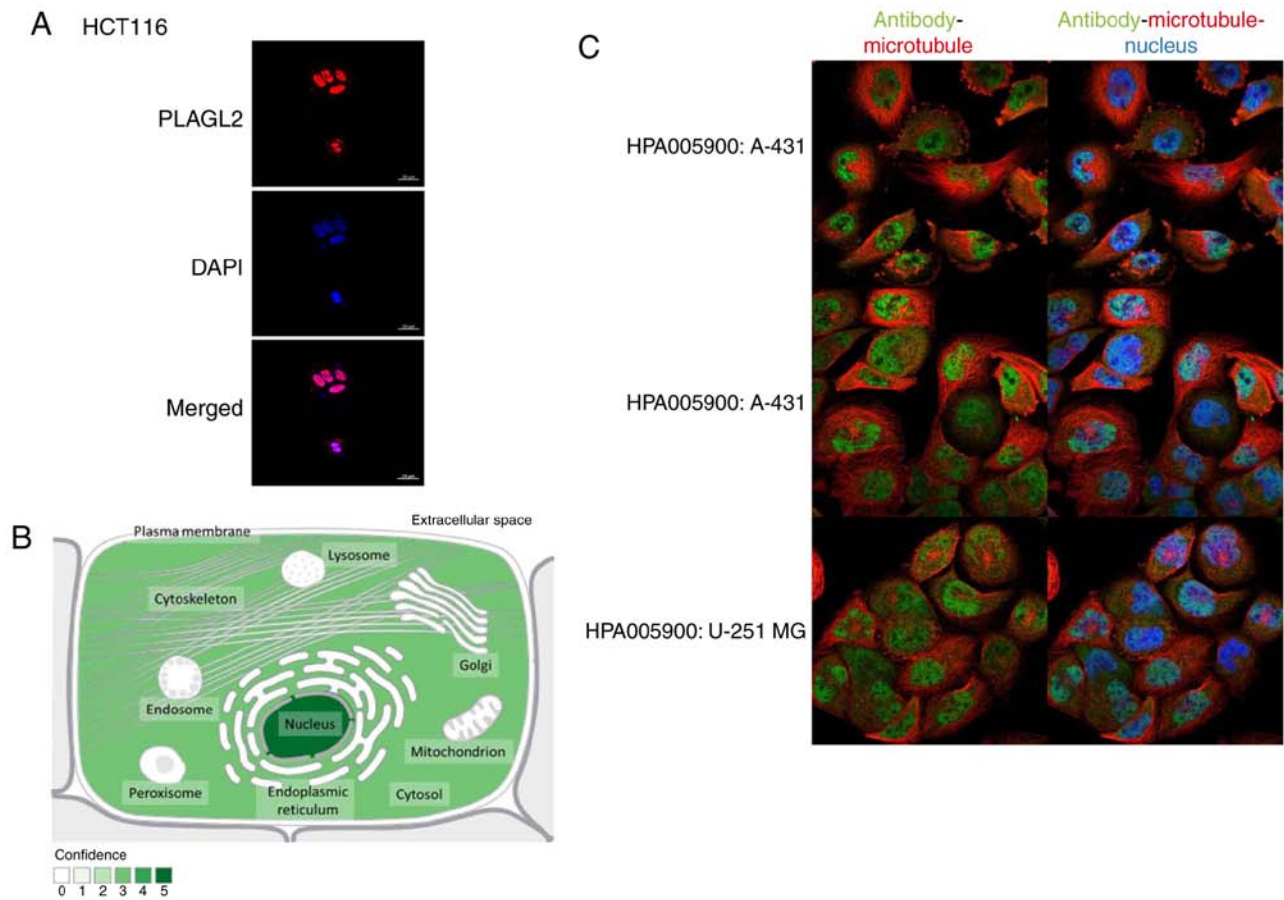 A HCT116
PLAGL2
DAPI
Merged
B
Plasma membrane
Extracellular space
Lysosome
Cytoskeleton
Golgi
Endosome
Nucleus
Mitochondrion
Peroxisome
Endoplasmic
reticulum
Cytosol
Confidence
0 1 2 3 4 5
C
Antibody-
microtubule
Antibody-microtubule-
nucleus
HPA005900: A-431
HPA005900: A-431
HPA005900: U-251 MG